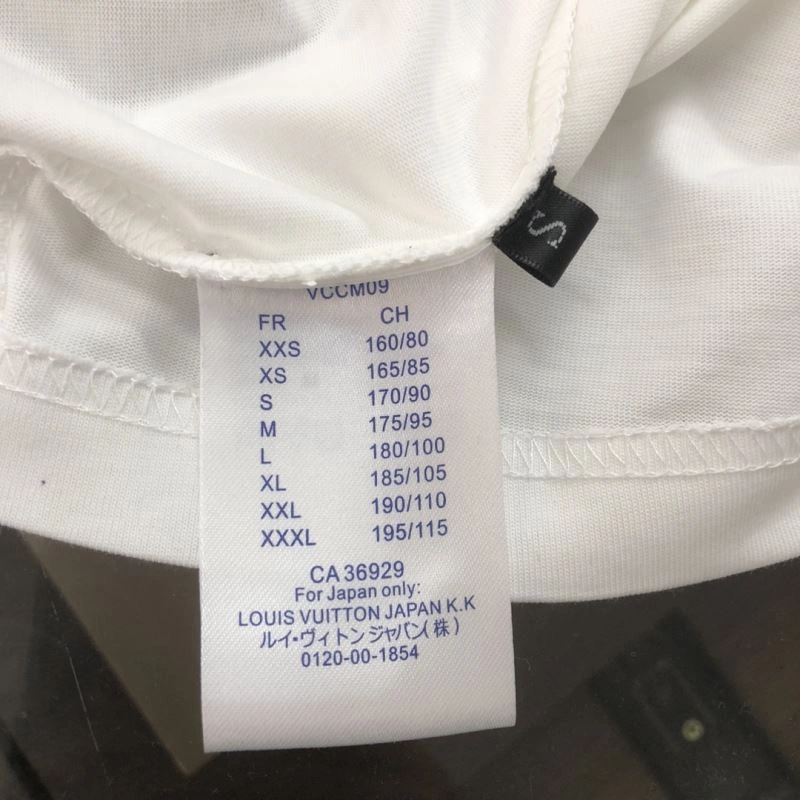 S
VCCM09
FR CH
XXS 160/80
XS 165/85
S 170/90
M 175/95
L 180/100
XL 185/105
XXL 190/110
XXXL 195/115
CA 36929
For Japan only:
LOUIS VUITTON JAPAN K.K
ルイ・ヴィトンジャパン(株)
0120-00-1854